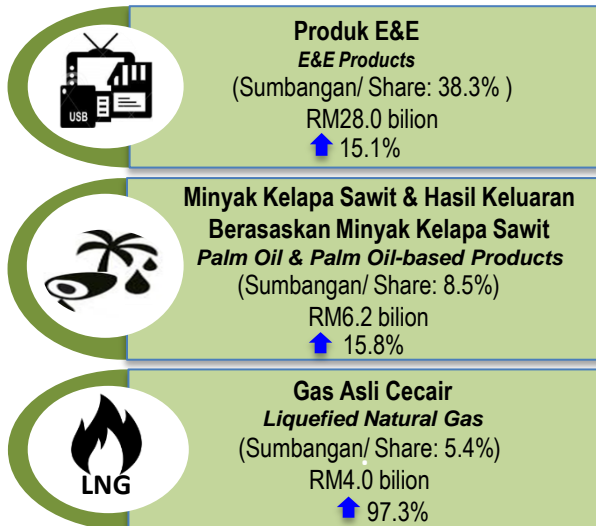 Produk E&E
E&E Products
(Sumbangan/ Share: 38.3% )
RM28.0 bilion
15.1%
USB
Minyak Kelapa Sawit & Hasil Keluaran
Berasaskan Minyak Kelapa Sawit
Palm Oil & Palm Oil-based Products
(Sumbangan/ Share: 8.5%)
RM6.2 bilion
15.8%
Gas Asli Cecair
Liquefied Natural Gas
(Sumbangan/ Share: 5.4%)
RM4.0 bilion
97.3%
LNG